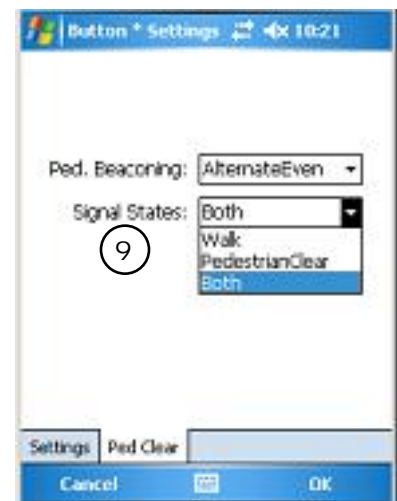 Button * Settings 10:21
Ped. Beaconing: AlternateEven
Signal States: Both
9
Walk
PedestrianClear
Both
Settings Ped Clear
Cancel OK